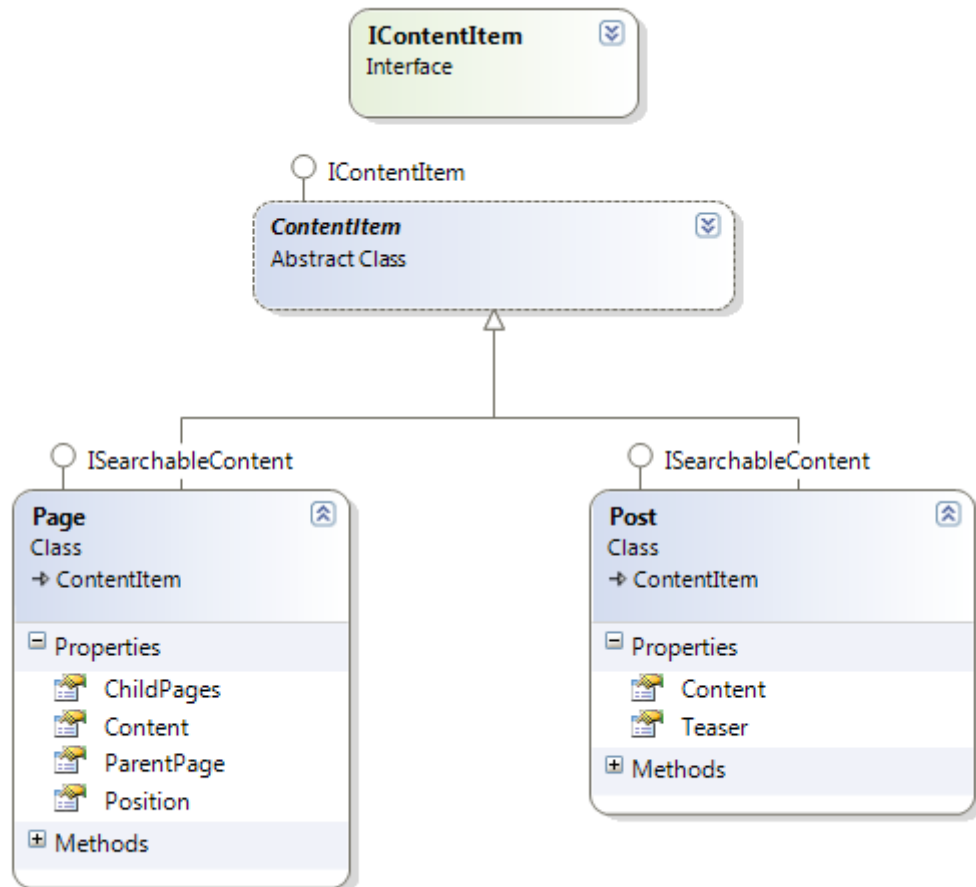 IContentItem
Interface
IContentItem
ContentItem
Abstract Class
ISearchableContent
Page
Class
ContentItem
Properties
ChildPages
Content
ParentPage
Position
Methods
ISearchableContent
Post
Class
ContentItem
Properties
Content
Teaser
Methods